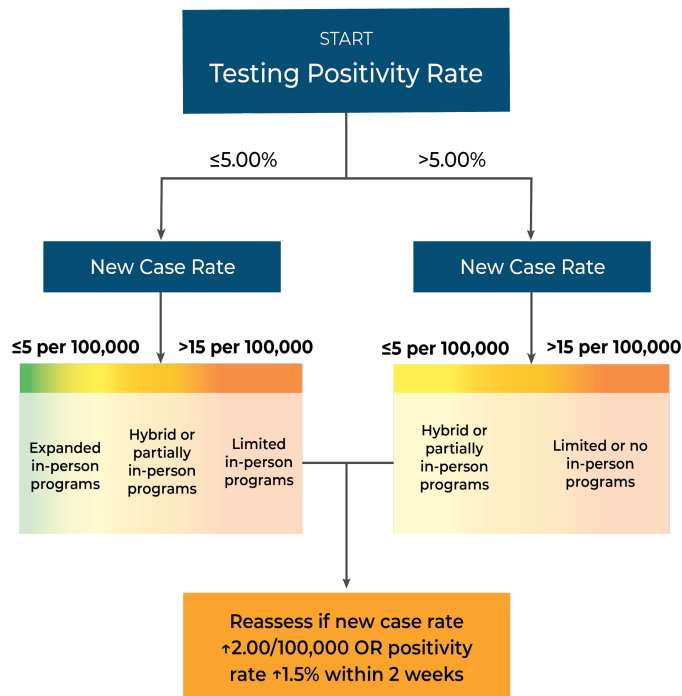 START
Testing Positivity Rate
≤5.00%
>5.00%
New Case Rate
New Case Rate
≤5 per 100,000
>15 per 100,000
≤5 per 100,000
>15 per 100,000
Expanded
in-person
programs
Hybrid or
partially
in-person
programs
Limited
in-person
programs
Hybrid or
partially
in-person
programs
Limited or no
in-person
programs
Reassess if new case rate
↑2.00/100,000 OR positivity
rate ↑1.5% within 2 weeks